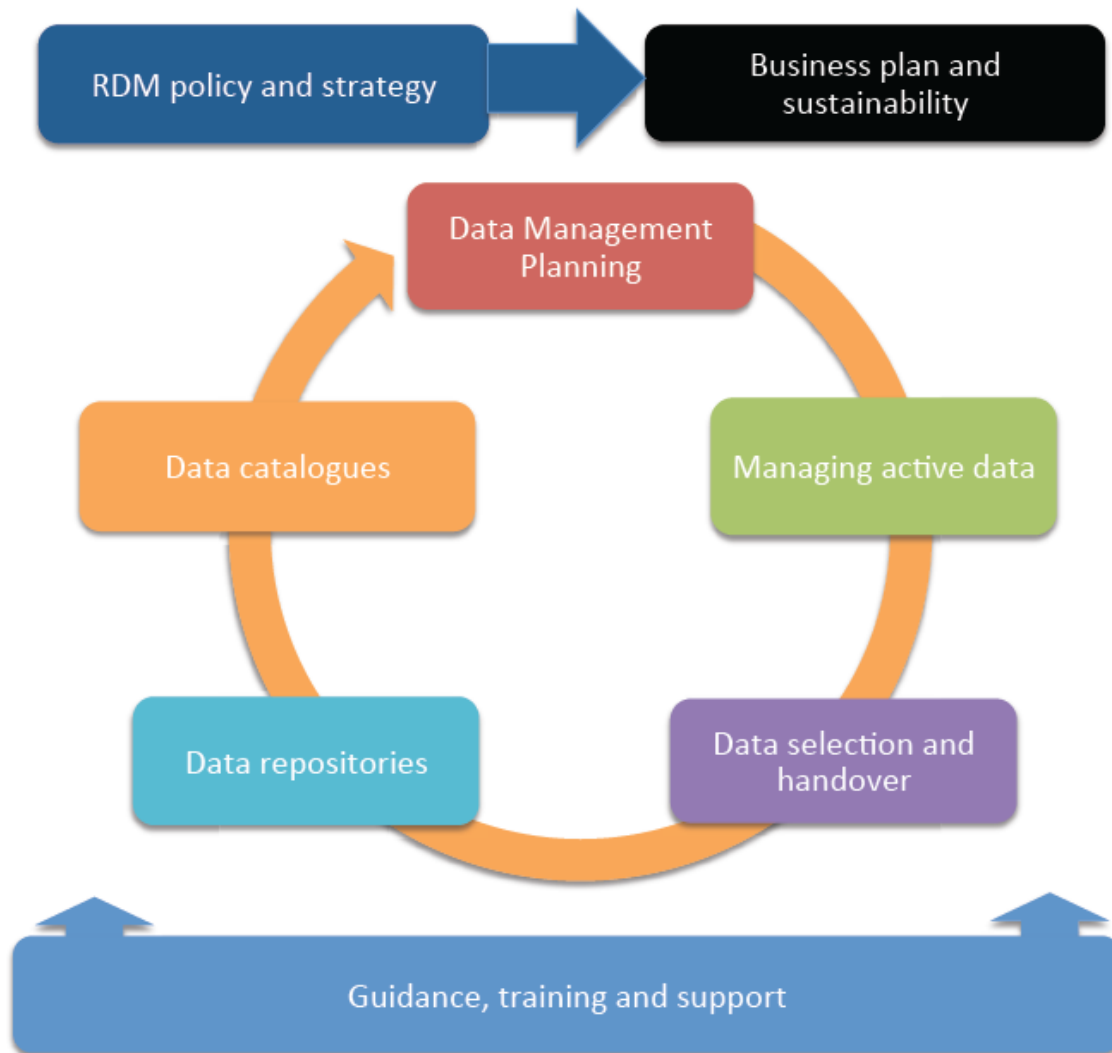 RDM policy and strategy
Business plan and
sustainability
Data Management
Planning
Data catalogues
Managing active data
Data repositories
Data selection and
handover
Guidance, training and support